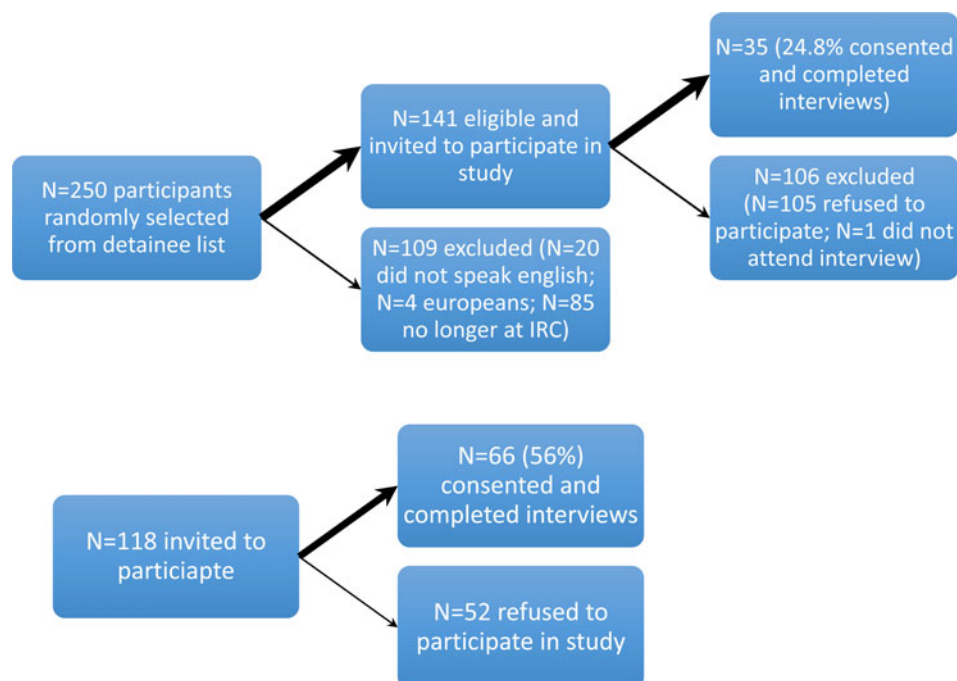 N=250 participants
randomly selected
from detainee list
N=141 eligible and
invited to participate in
study
N=109 excluded (N=20
did not speak english;
N=4 europeans; N=85
no longer at IRC)
N=35 (24.8% consented
and completed
interviews)
N=106 excluded
(N=105 refused to
participate; N=1 did not
attend interview)
N=118 invited to
particiapte
N=66 (56%)
consented and
completed interviews
N=52 refused to
participate in study